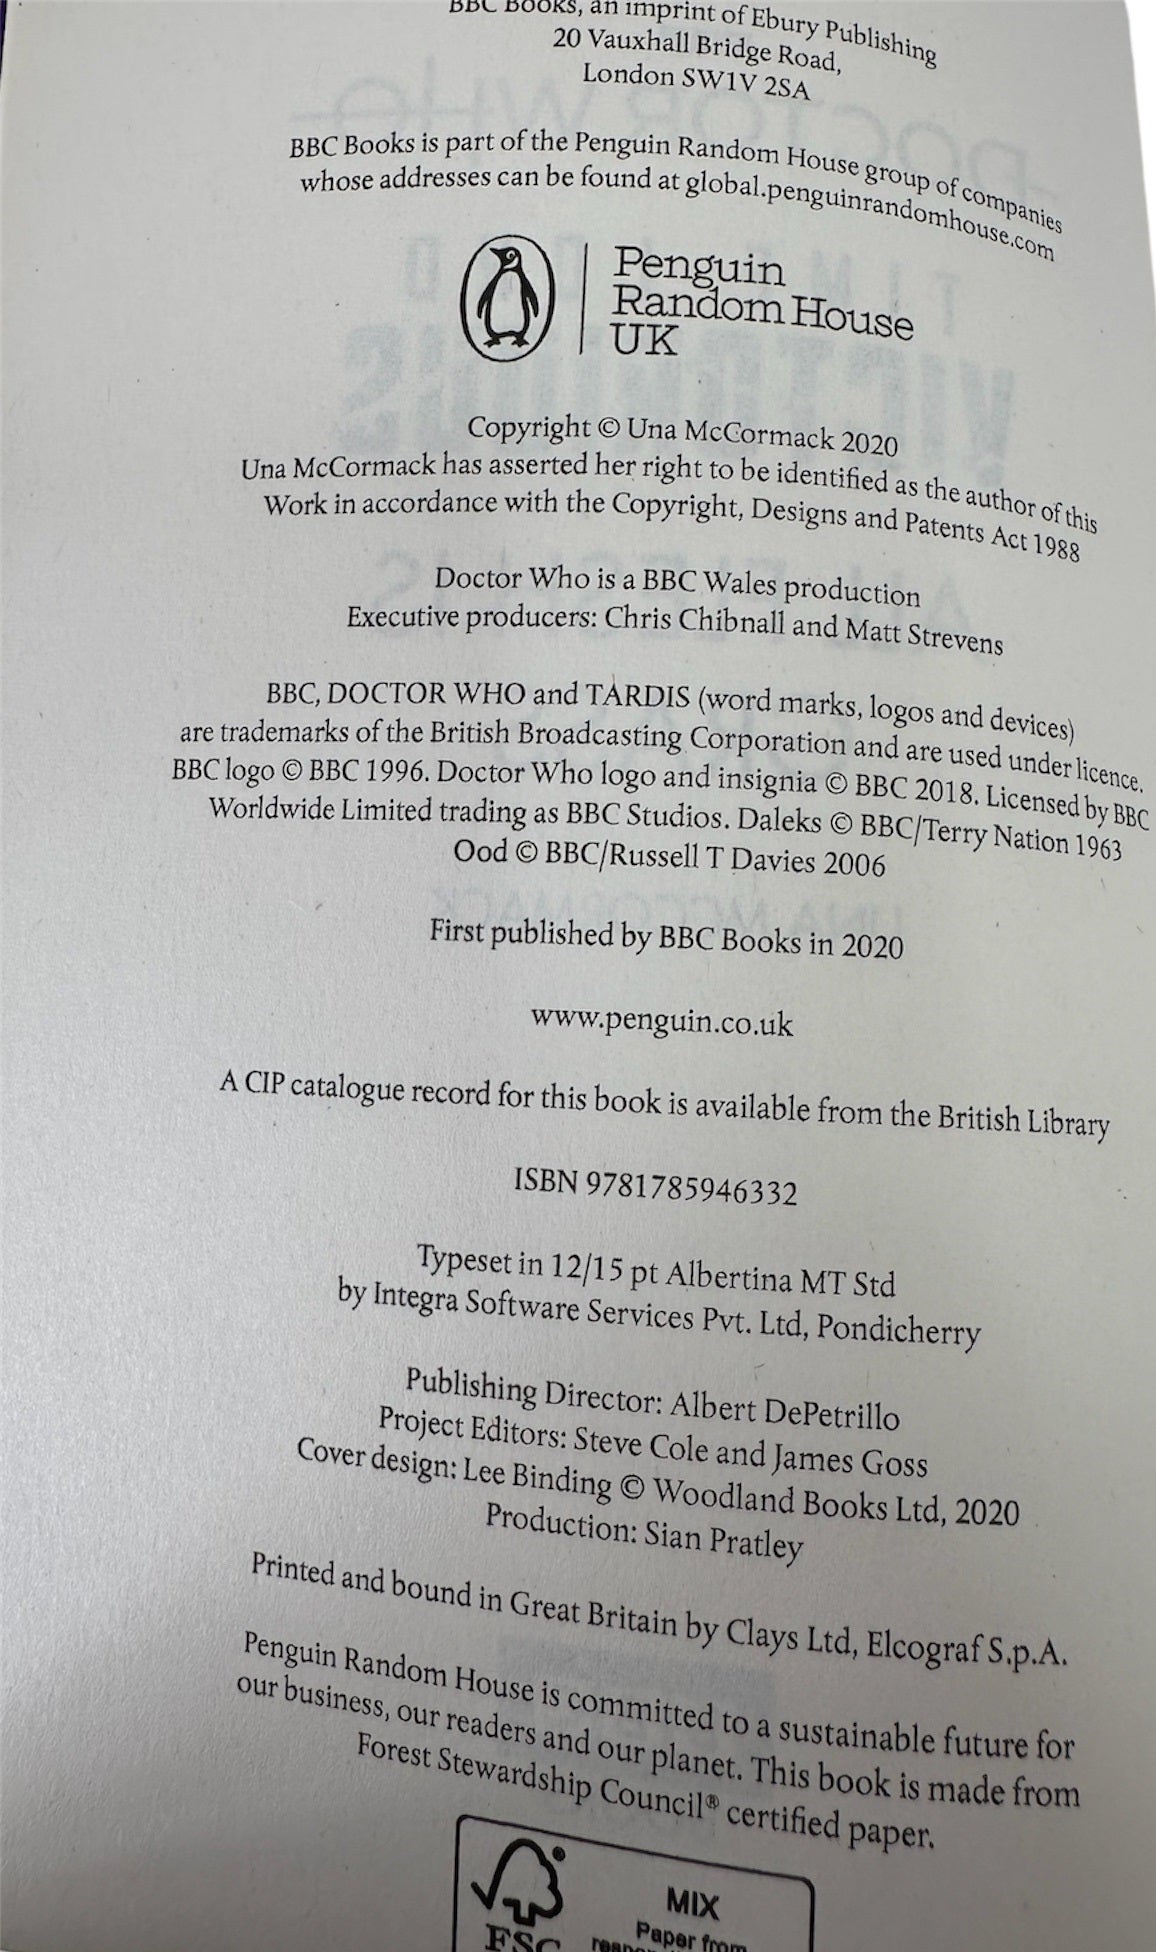 BBC BOOKS, an imprint of Ebury Publishing
20 Vauxhall Bridge Road,
London SW1V 2SA
BBC Books is part of the Penguin Random House group of companies
whose addresses can be found at global.penguinrandomhouse.com
Penguin
Random House
UK
Copyright © Una McCormack 2020
Una McCormack has asserted her right to be identified as the author of this
Work in accordance with the Copyright, Designs and Patents Act 1988
Doctor Who is a BBC Wales production
Executive producers: Chris Chibnall and Matt Strevens
BBC, DOCTOR WHO and TARDIS (word marks, logos and devices)
are trademarks of the British Broadcasting Corporation and are used under licence.
BBC logo © BBC 1996. Doctor Who logo and insignia © BBC 2018. Licensed by BBC
Worldwide Limited trading as BBC Studios. Daleks © BBC/Terry Nation 1963
Ood © BBC/Russell T Davies 2006
First published by BBC Books in 2020
www.penguin.co.uk
A CIP catalogue record for this book is available from the British Library
ISBN 9781785946332
Typeset in 12/15 pt Albertina MT Std
by Integra Software Services Pvt. Ltd, Pondicherry
Publishing Director: Albert DePetrillo
Project Editors: Steve Cole and James Goss
Cover design: Lee Binding © Woodland Books Ltd, 2020
Production: Sian Pratley
Printed and bound in Great Britain by Clays Ltd, Elcograf S.p.A.
Penguin Random House is committed to a sustainable future for
our business, our readers and our planet. This book is made from
Forest Stewardship Council® certified paper.
MIX
Paper from
FSC